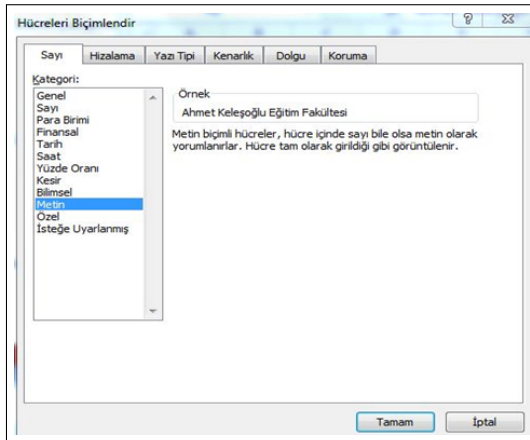 Hücreleri Biçimlendir
Sayı Hizalama Yazı Tipi Kenarlık Dolgu Koruma
Kategori:
Genel
Sayı
Para Birimi
Finansal
Tarih
Saat
Yüzde Oranı
Kesir
Bilimsel
Metin
Özel
İsteğe Uyarlanmış
Örnek
Ahmet Keleşoğlu Eğitim Fakültesi
Metin biçimli hücreler, hücre içinde sayı bile olsa metin olarak
yorumlanırlar. Hücre tam olarak girildiği gibi görüntülenir.
Tamam İptal